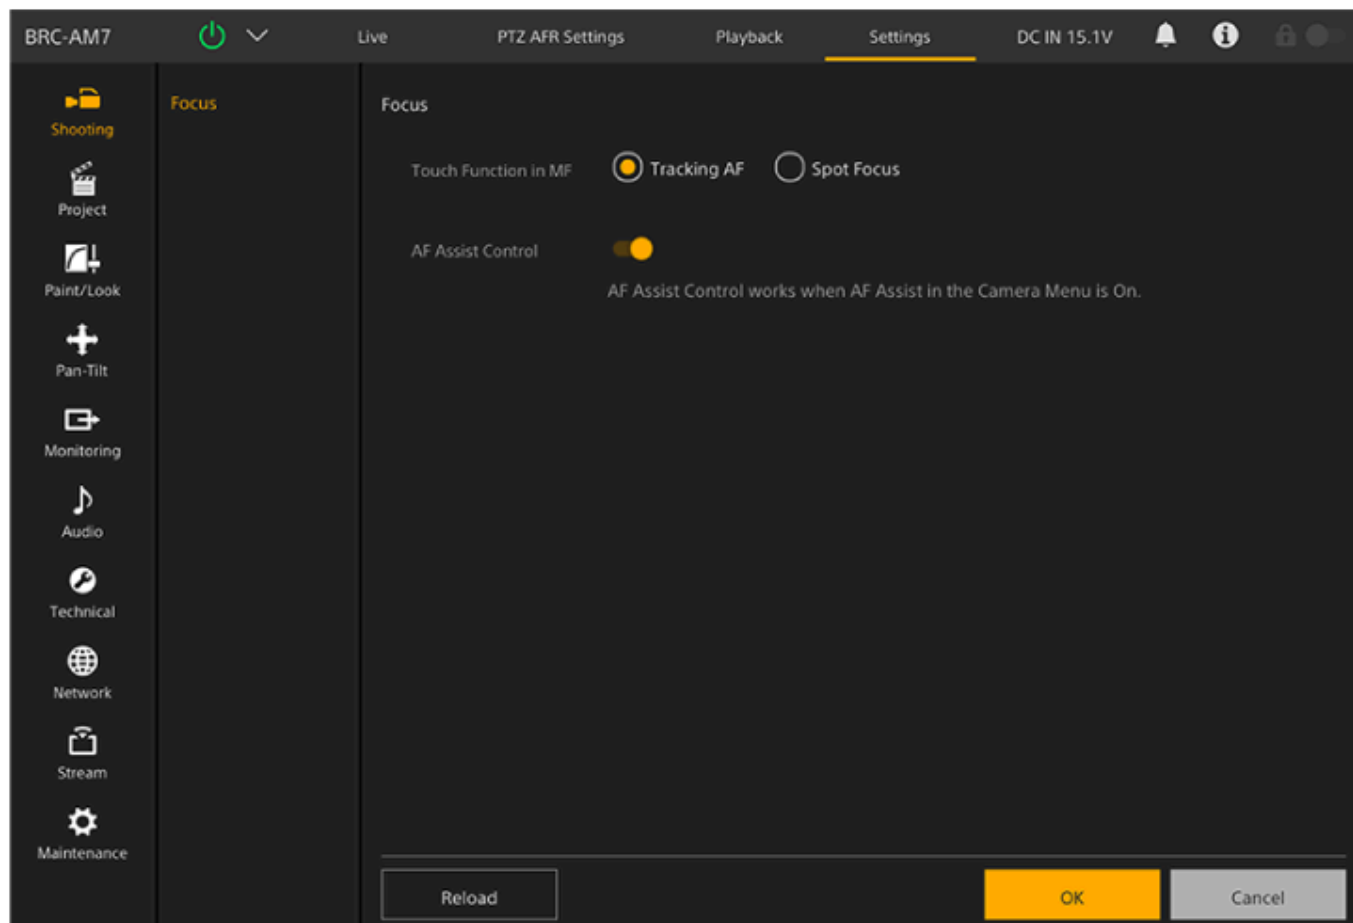 BRC-AM7 Live PTZ AFR Settings Playback Settings DC IN 15.1V
Shooting
Project
Paint/Look
Pan-Tilt
Monitoring
Audio
Technical
Network
Stream
Maintenance
Focus
Focus
Touch Function in MF Tracking AF Spot Focus
AF Assist Control
AF Assist Control works when AF Assist in the Camera Menu is On.
Reload OK Cancel